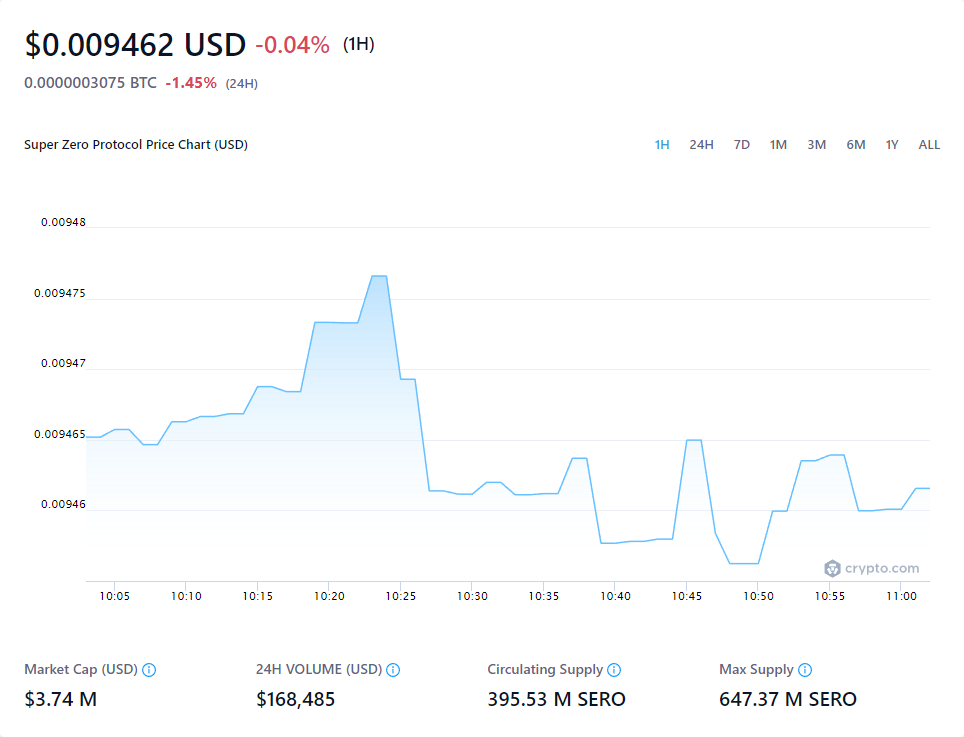 $0.009462 USD -0.04% (1H)
0.0000003075 BTC -1.45% (24H)
Super Zero Protocol Price Chart (USD) 1H 24H 7D 1M 3M 6M 1Y ALL
0.00948
0.009475
0.00947
0.009465
0.00946
crypto.com
10:05 10:10 10:15 10:20 10:25 10:30 10:35 10:40 10:45 10:50 10:55 11:00
Market Cap (USD) 24H VOLUME (USD) Circulating Supply Max Supply
$3.74 M $168,485 395.53 M SERO 647.37 M SERO